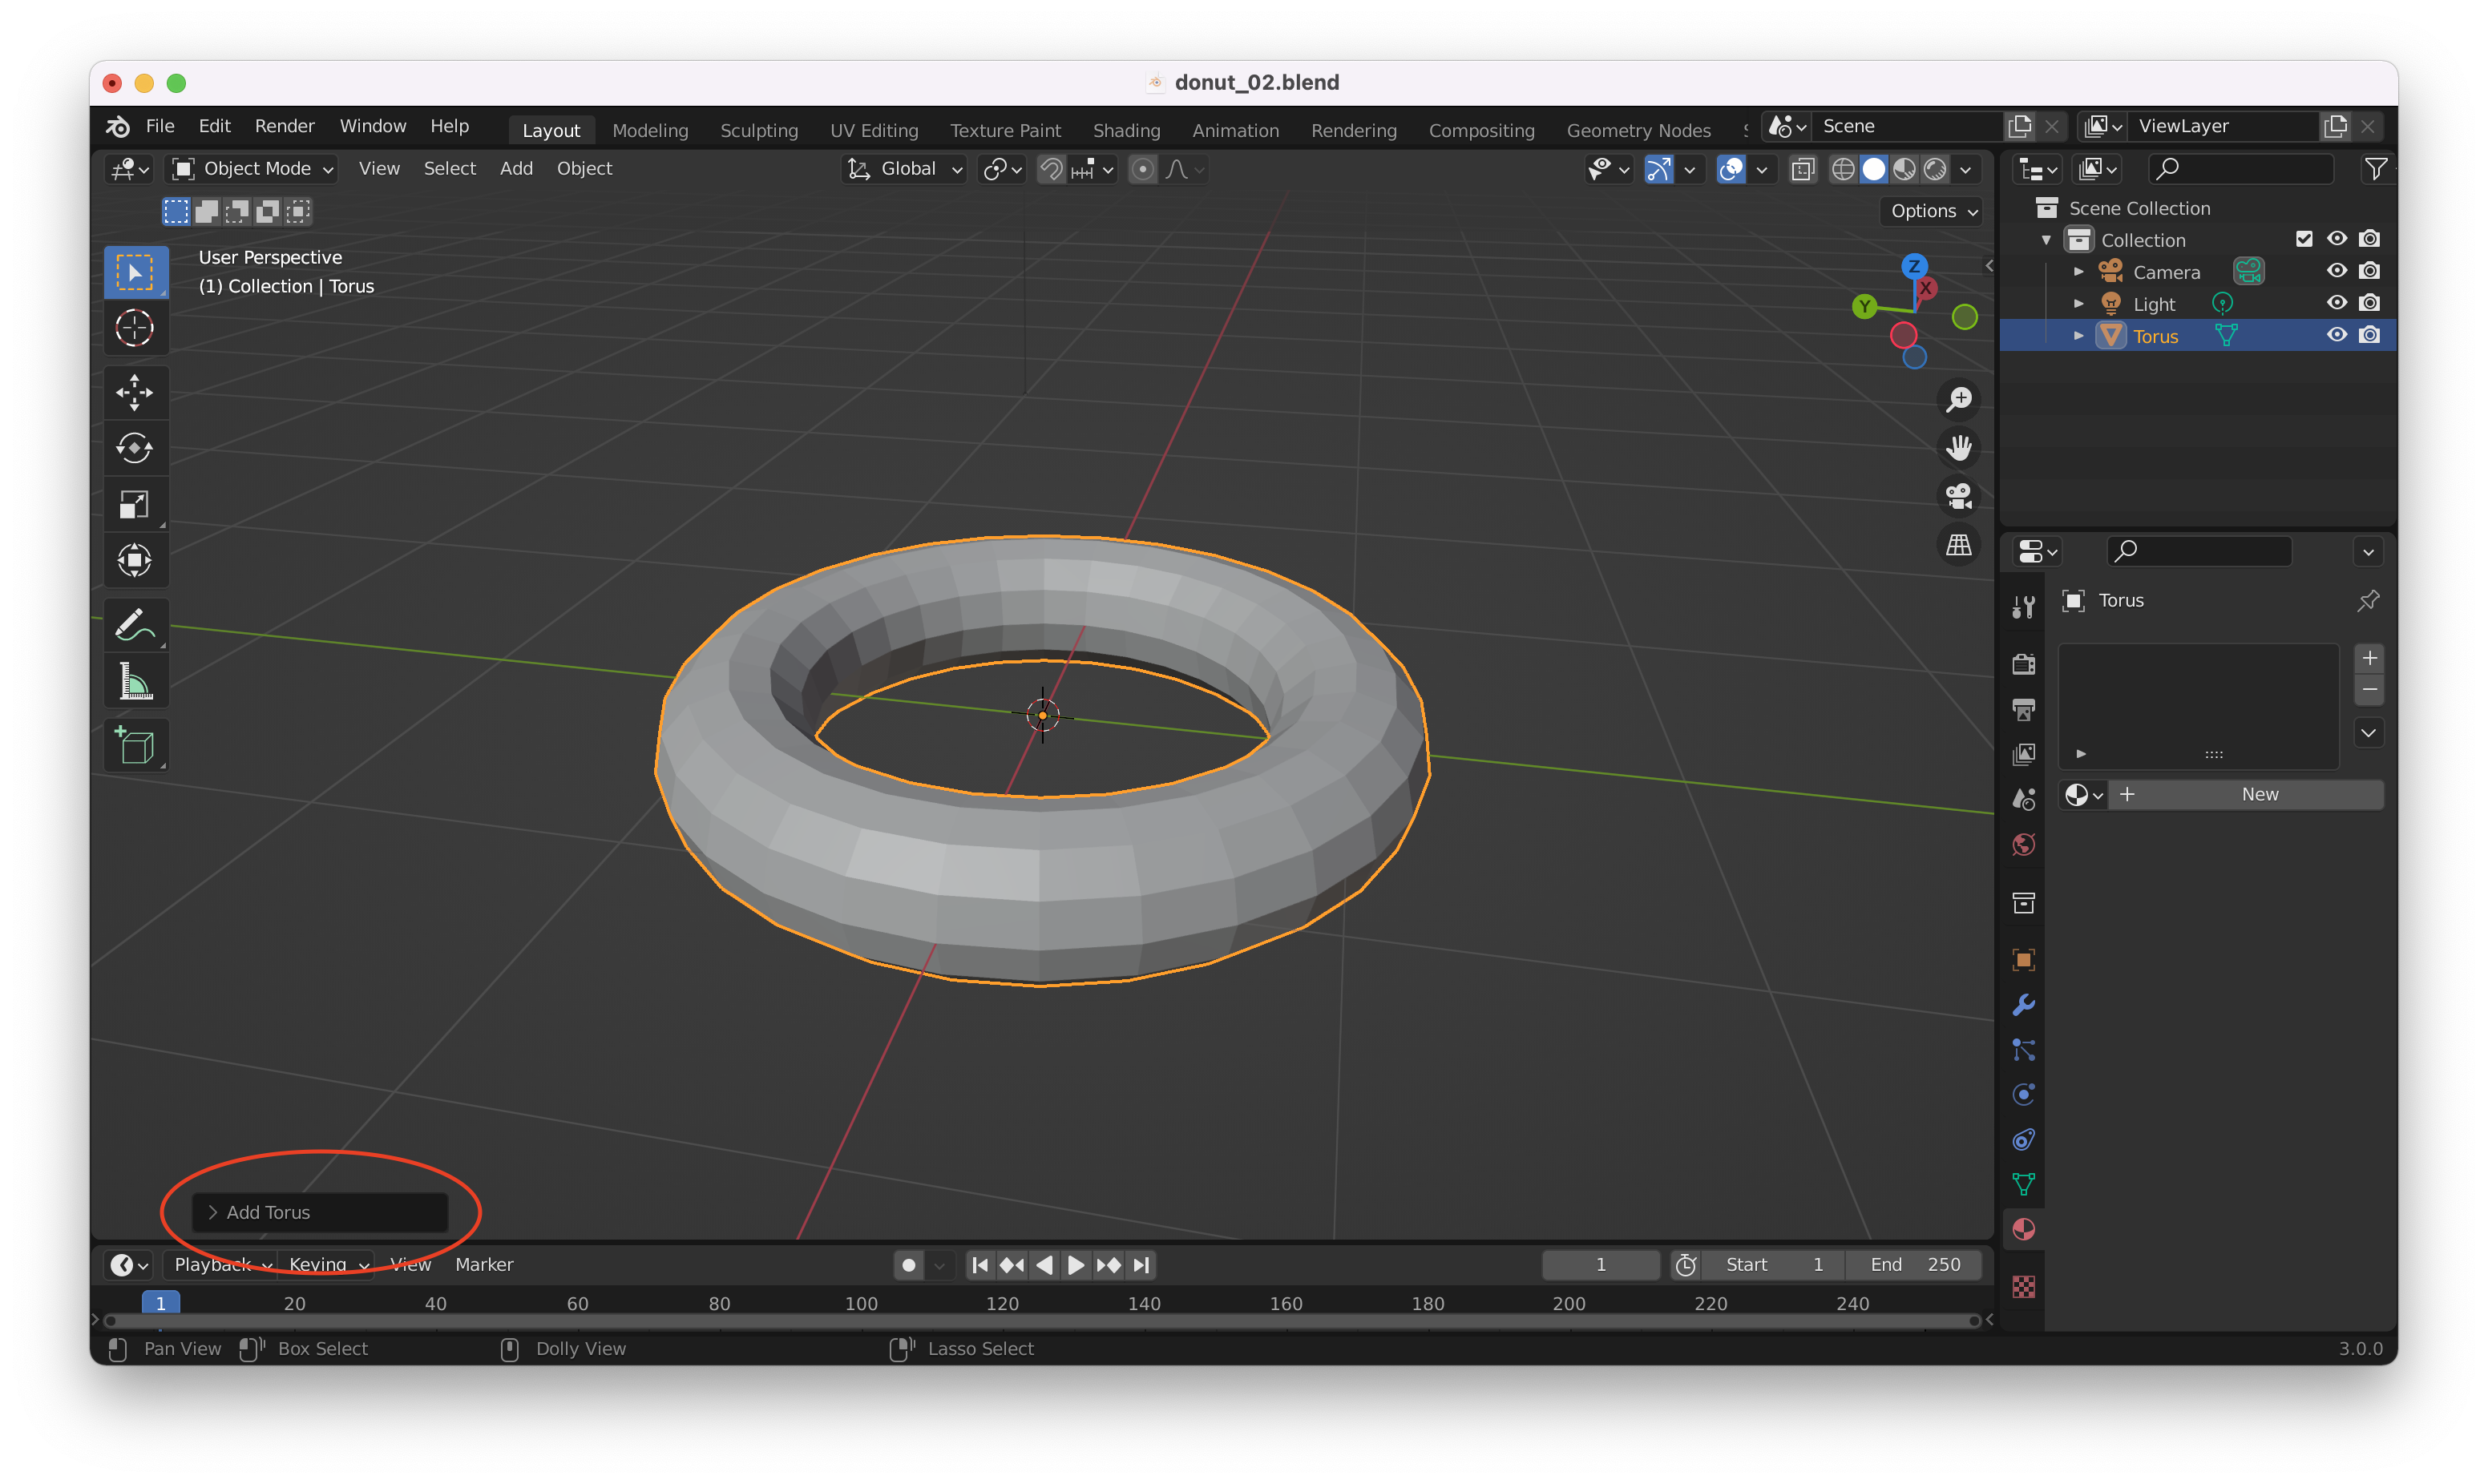 donut_02.blend
File Edit Render Window Help Layout Modeling Sculpting UV Editing Texture Paint Shading Animation Rendering Compositing Geometry Nodes Scene ViewLayer
Object Mode View Select Add Object Global
Options
User Perspective
(1) Collection | Torus
Z
X
Y
Scene Collection
Collection
Camera
Light
Torus
Torus
New
Add Torus
Playback Keying View Marker 1 Start 1 End 250
1 20 40 60 80 100 120 140 160 180 200 220 240
Pan View Box Select Dolly View Lasso Select 3.0.0